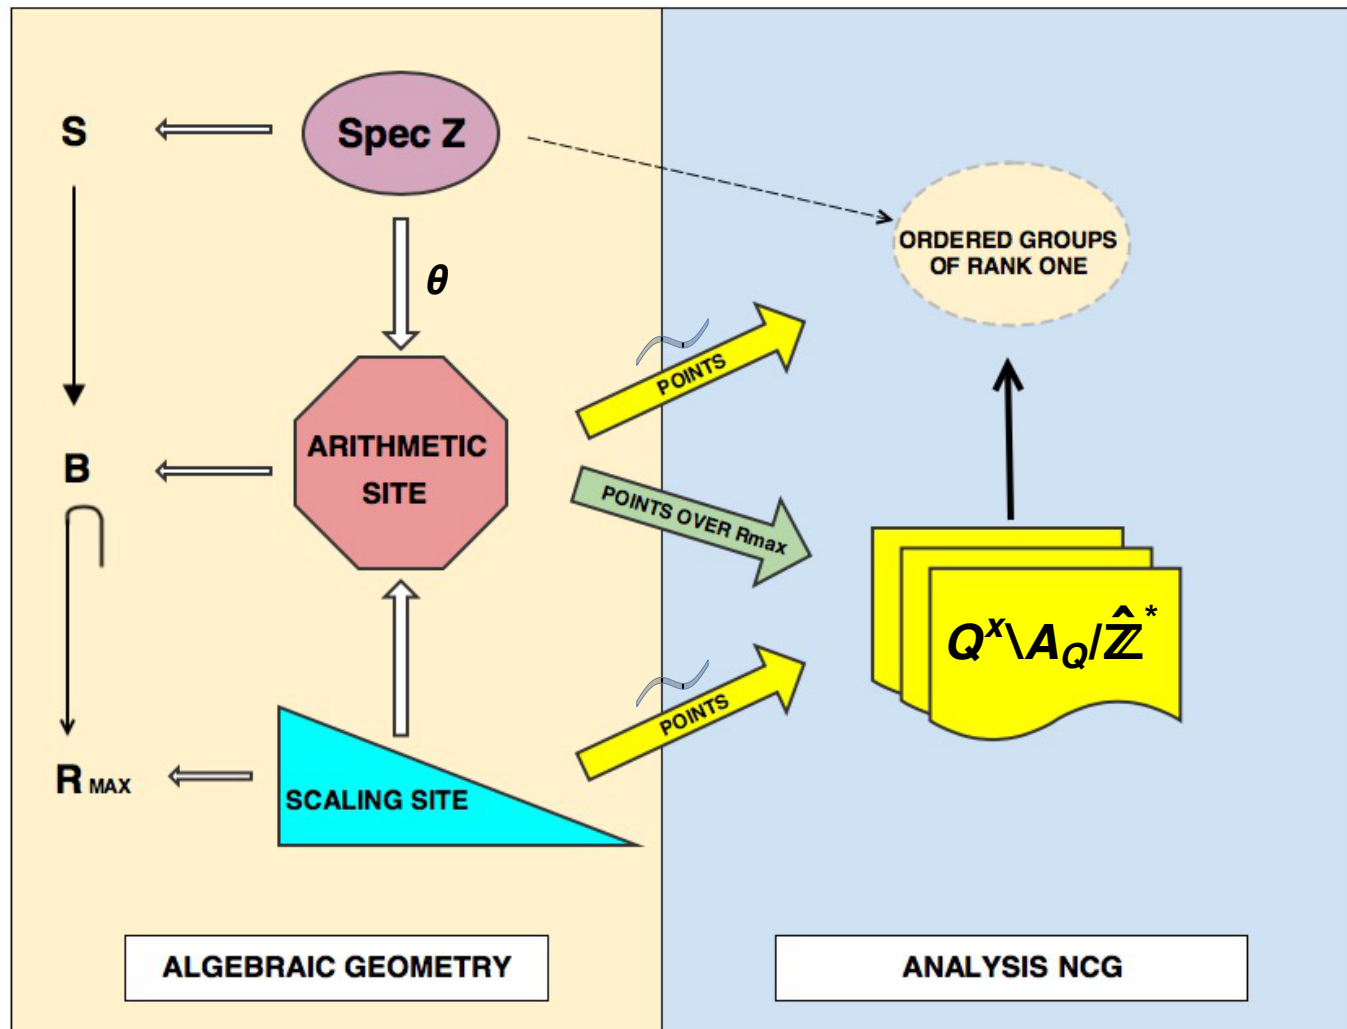 S
Spec Z
ORDERED GROUPS
OF RANK ONE
θ
POINTS
B
ARITHMETIC
SITE
POINTS OVER Rmax
Qˣ\A_Q/Ẑ*
POINTS
R MAX
SCALING SITE
ALGEBRAIC GEOMETRY
ANALYSIS NCG